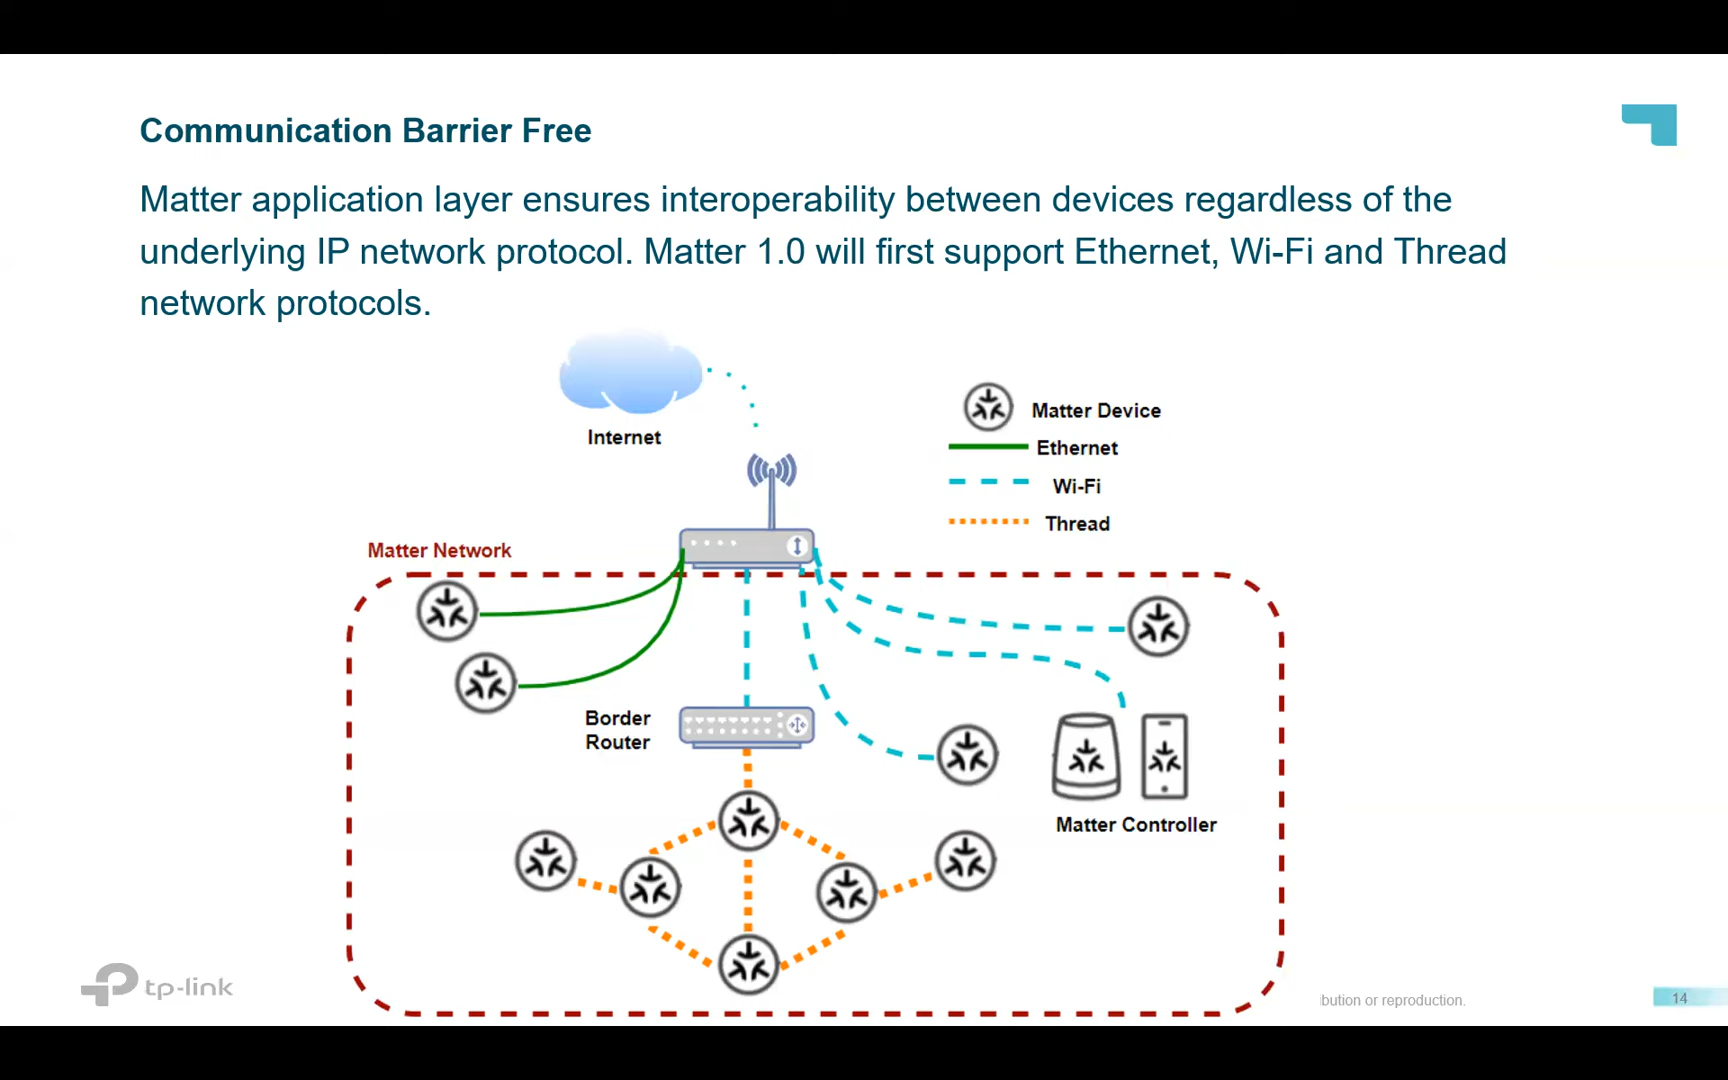 Communication Barrier Free
Matter application layer ensures interoperability between devices regardless of the
underlying IP network protocol. Matter 1.0 will first support Ethernet, Wi-Fi and Thread
network protocols.
Internet
Matter Device
Ethernet
Wi-Fi
Thread
Matter Network
Border
Router
Matter Controller
tp-link
bution or reproduction.
14